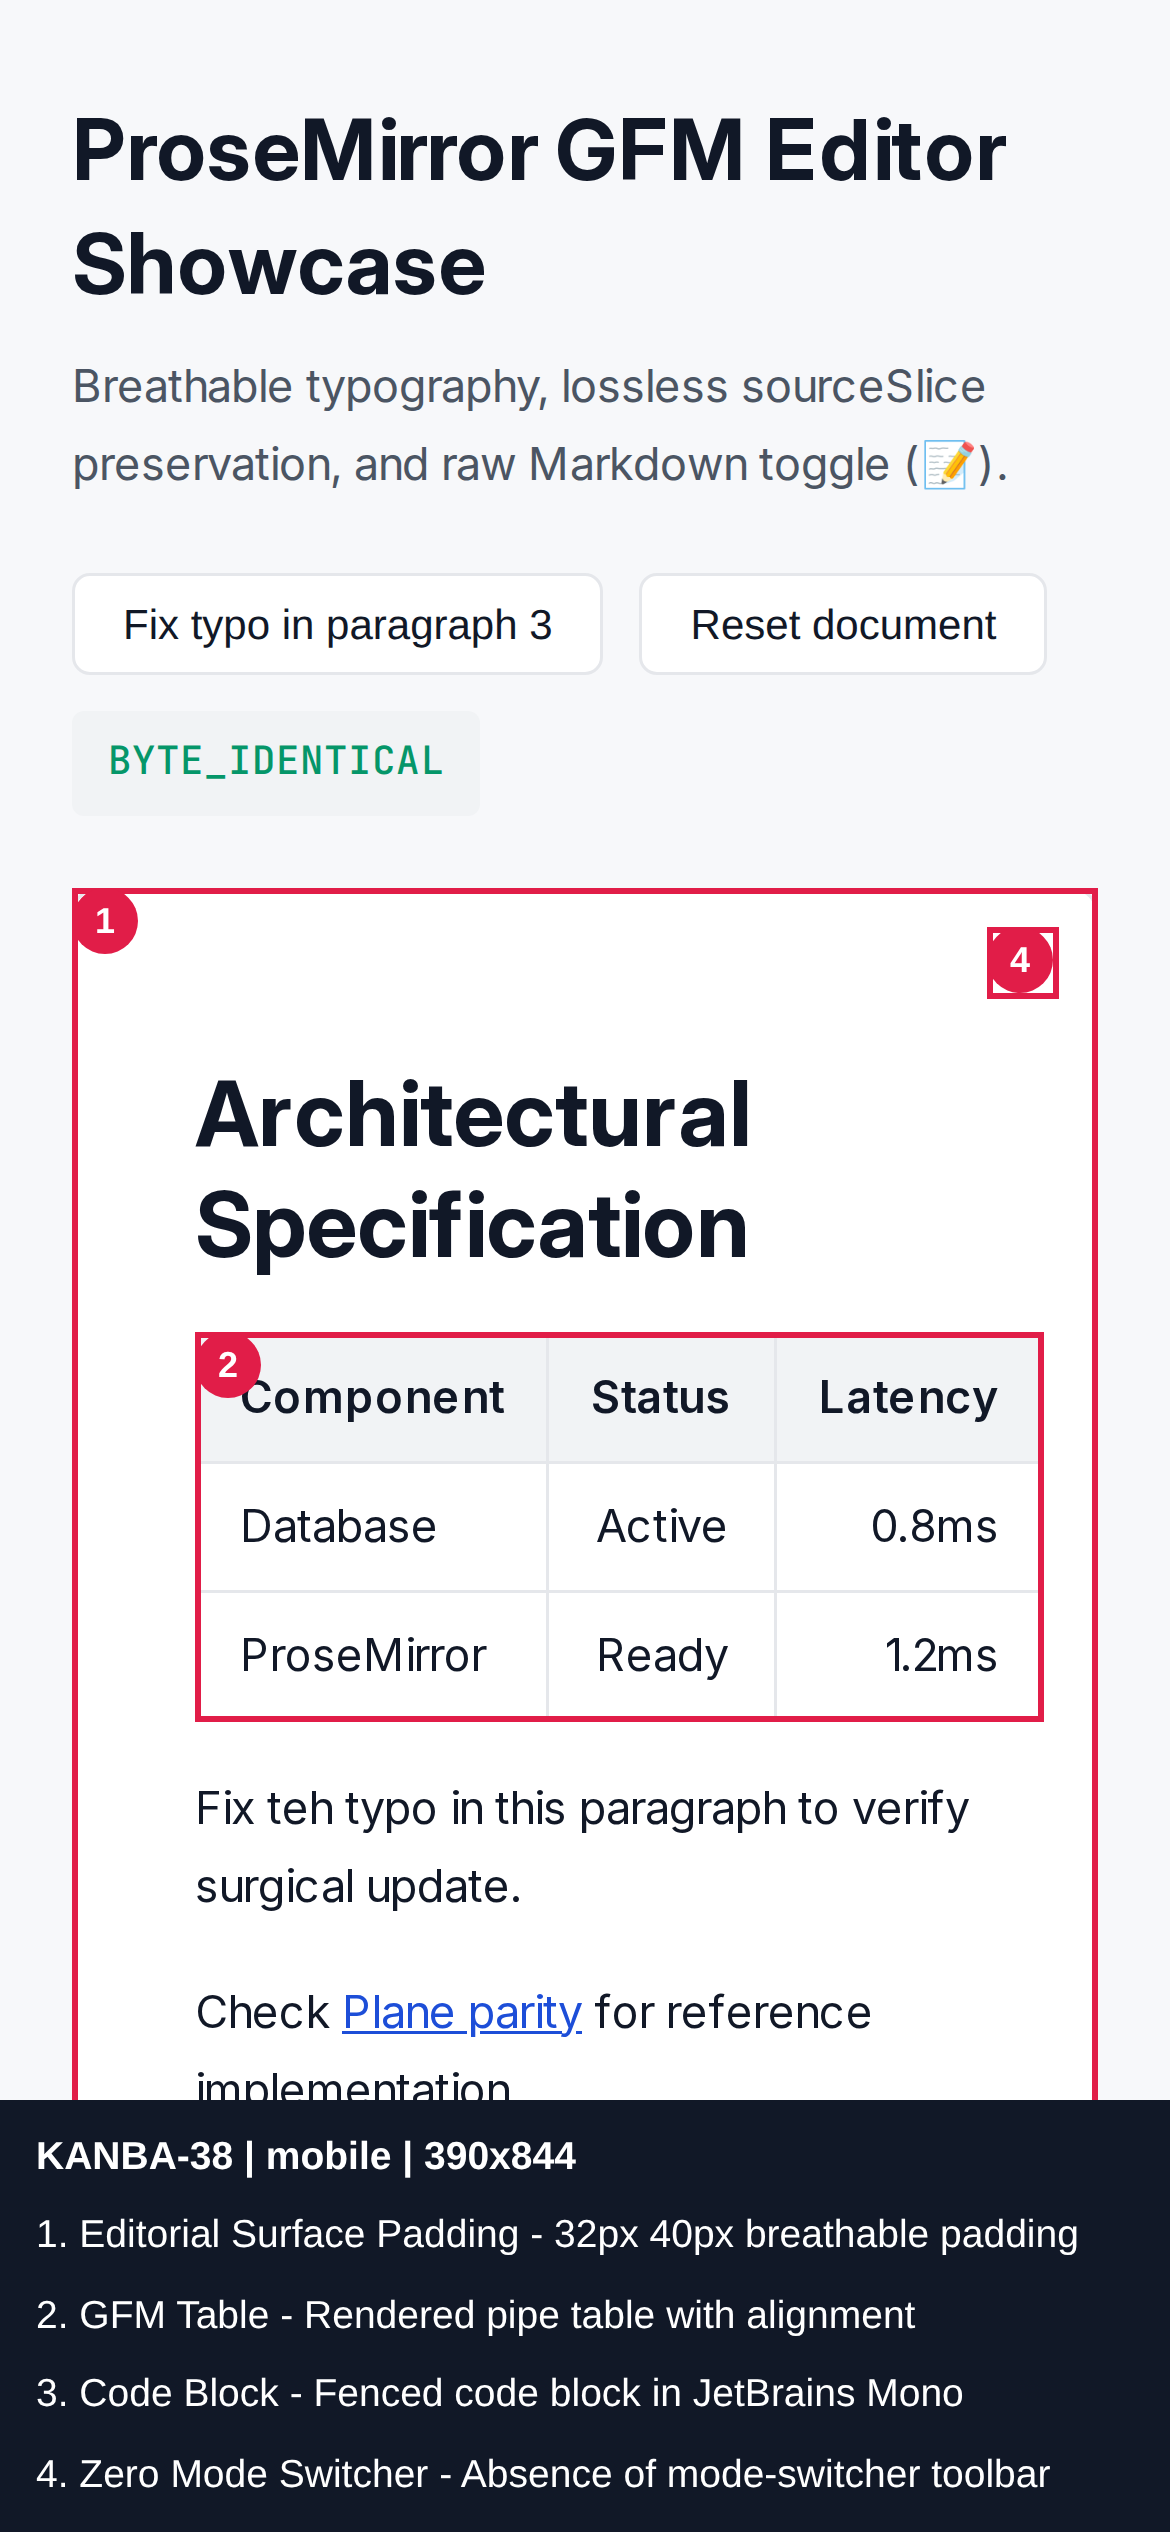 ProseMirror GFM Editor
Showcase
Breathable typography, lossless sourceSlice
preservation, and raw Markdown toggle (📝).
Fix typo in paragraph 3
Reset document
BYTE_IDENTICAL
1
4
Architectural
Specification
2
Component Status Latency
Database Active 0.8ms
ProseMirror Ready 1.2ms
Fix teh typo in this paragraph to verify
surgical update.
Check Plane parity for reference
implementation
KANBA-38 | mobile | 390x844
1. Editorial Surface Padding - 32px 40px breathable padding
2. GFM Table - Rendered pipe table with alignment
3. Code Block - Fenced code block in JetBrains Mono
4. Zero Mode Switcher - Absence of mode-switcher toolbar